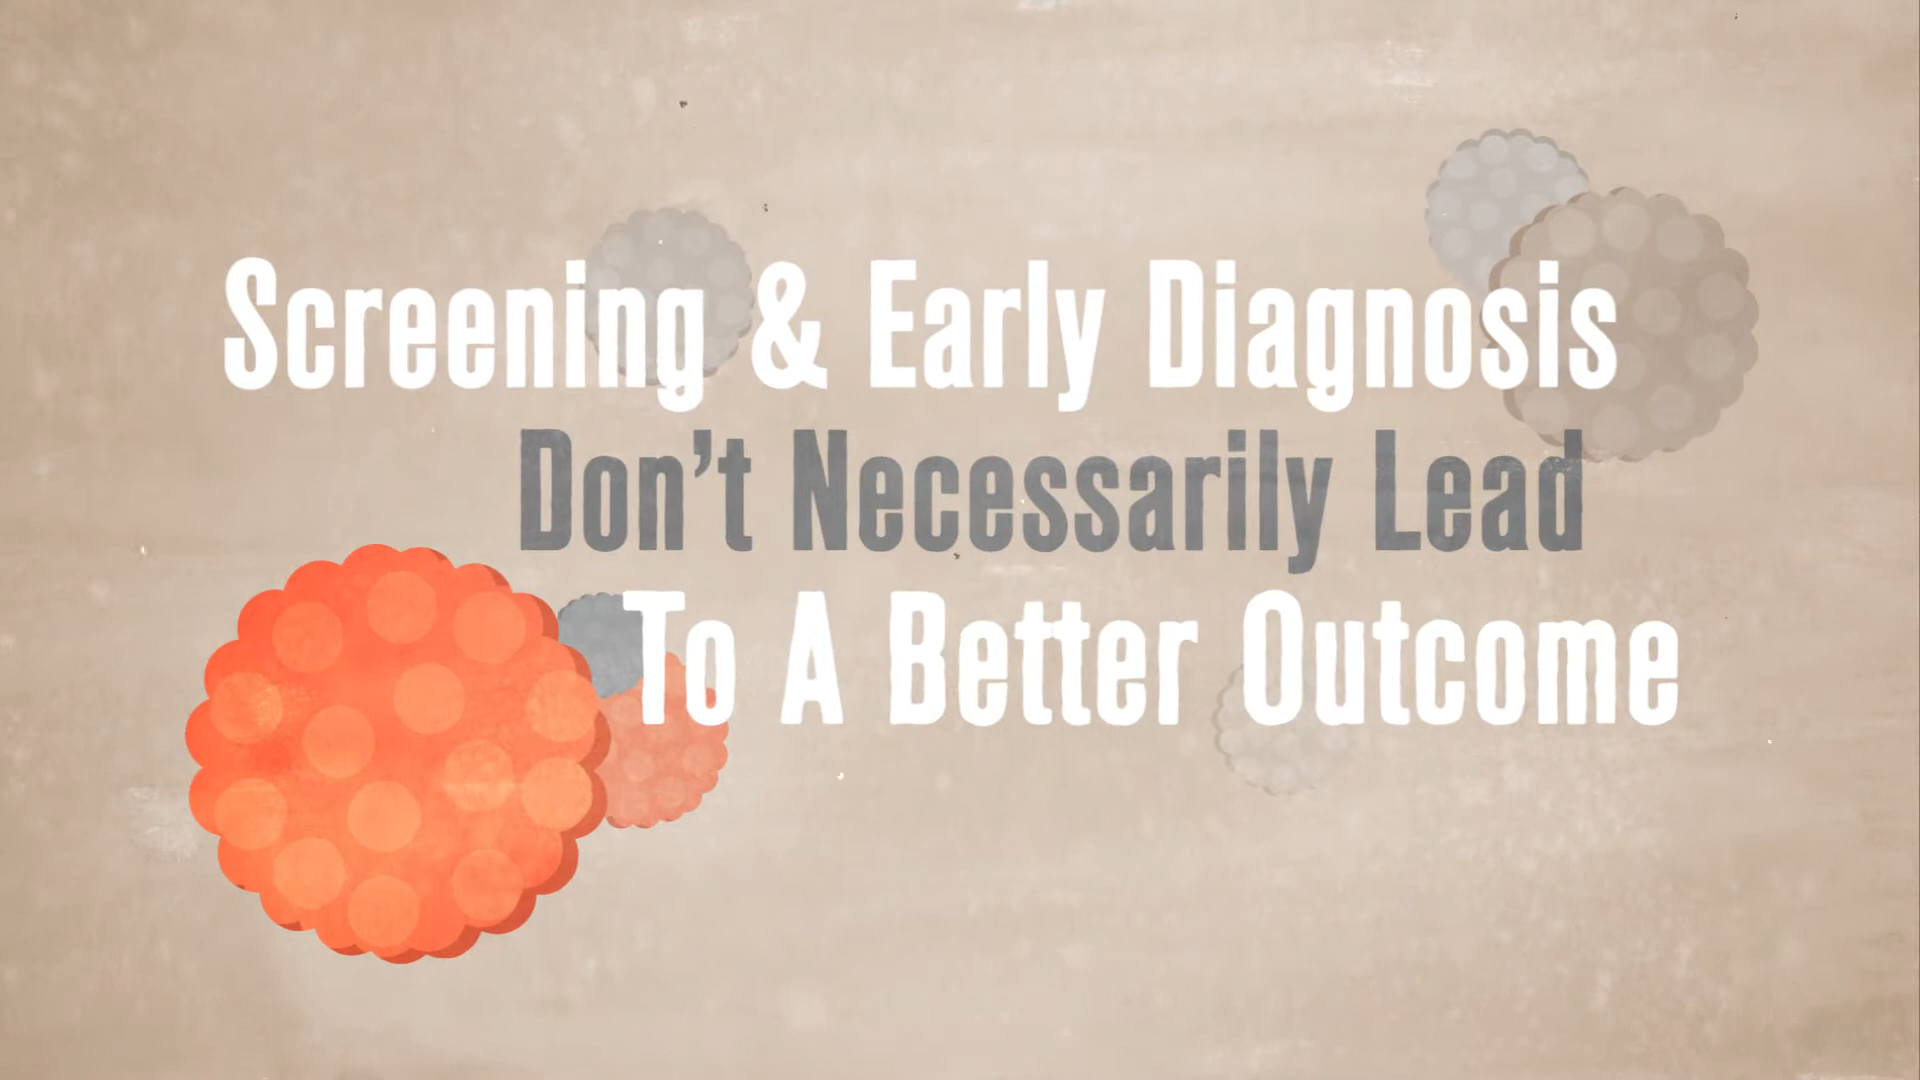 Screening & Early Diagnosis
Don't Necessarily Lead
To A Better Outcome